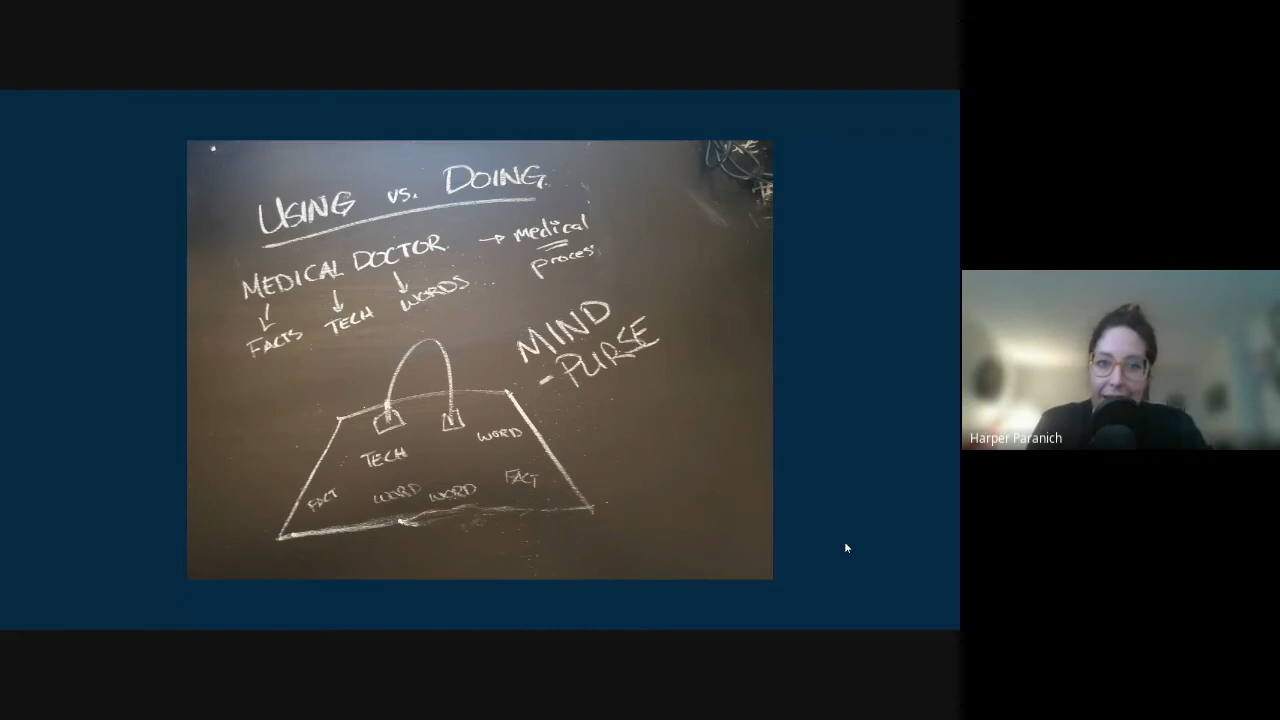 USING vs. DOING
MEDICAL DOCTOR → medical
proces
↓ ↓ ↓
FACTS TECH WORDS
MIND
- PURSE
WORD
TECH
FACT WORD WORD FACT
Harper Paranich